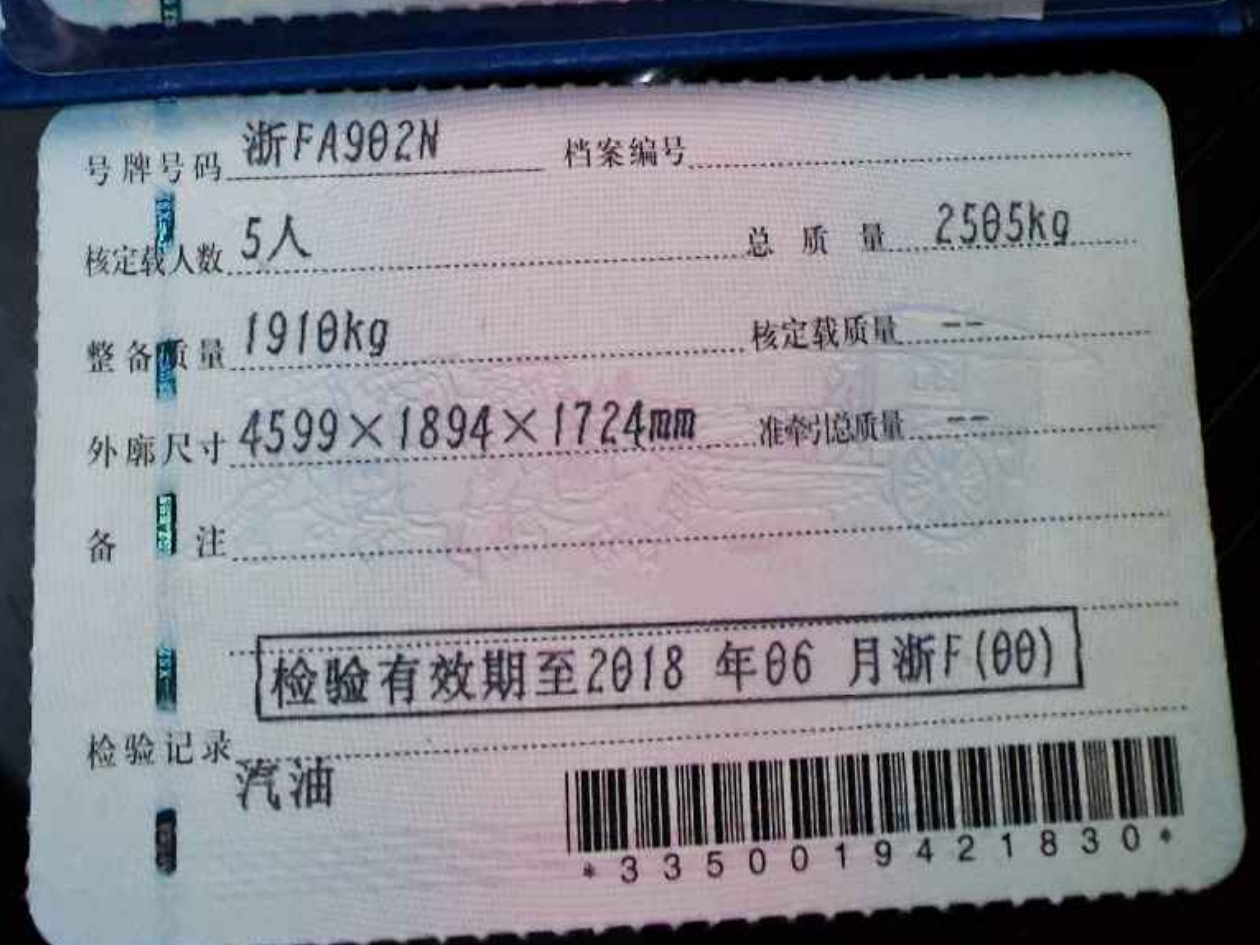 号牌号码 浙FA902N 档案编号
核定载人数 5人 总质量 2505kg
整备质量 1910kg 核定载质量 --
外廓尺寸 4599×1894×1724mm 准牵引总质量 --
备注
检验有效期至2018 年06 月浙F(00)
检验记录
汽油
*3350019421830*